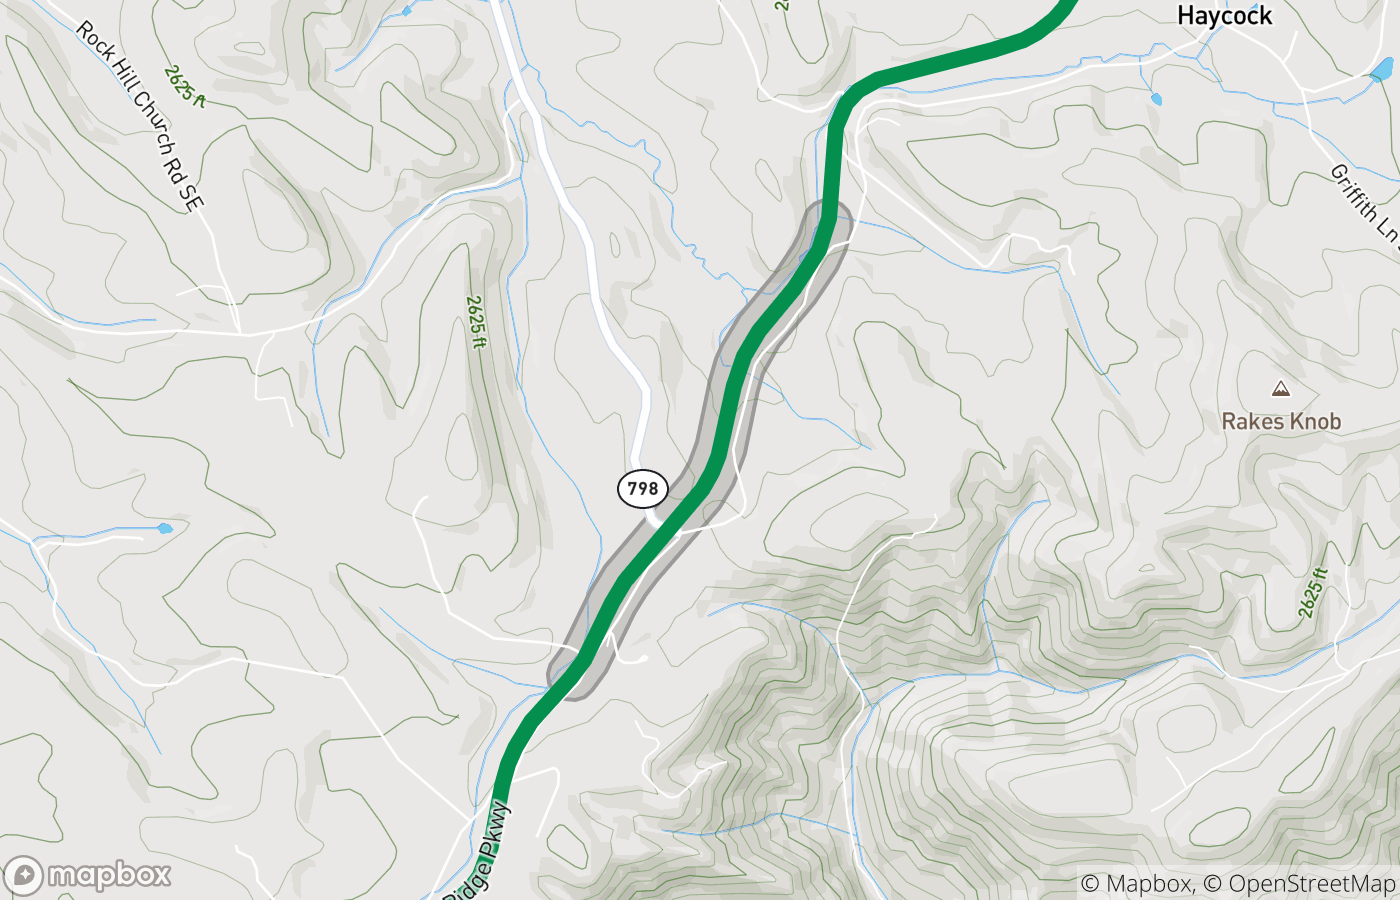 Haycock
Rock Hill Church Rd SE
2625 ft
Griffith Ln
2625 ft
Rakes Knob
798
2625 ft
Ridge Pkwy
mapbox
© Mapbox, © OpenStreetMap